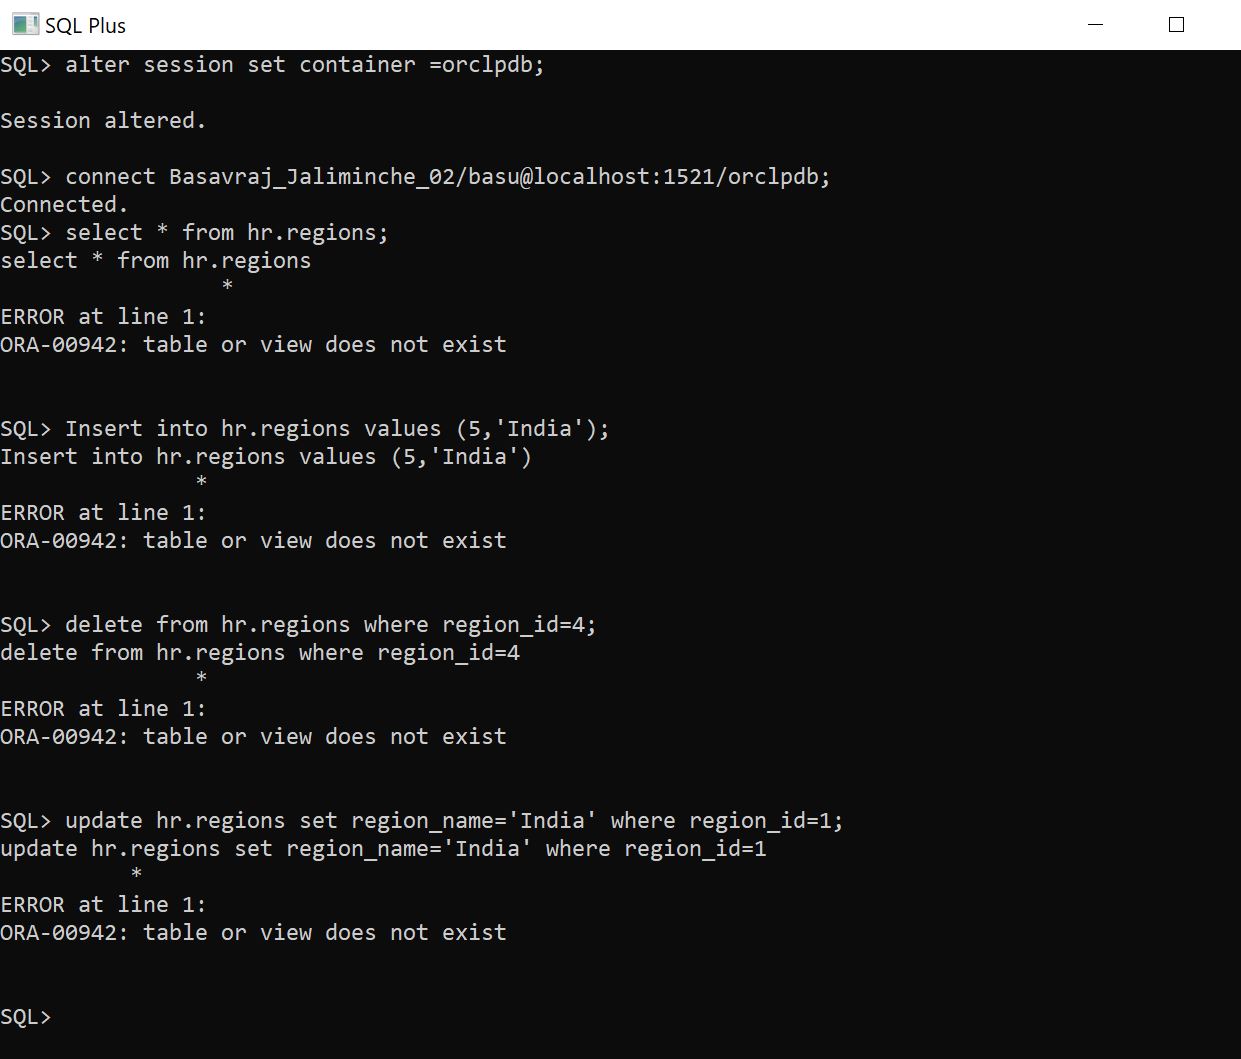 SQL Plus
SQL> alter session set container =orclpdb;
Session altered.
SQL> connect Basavraj_Jaliminche_02/basu@localhost:1521/orclpdb;
Connected.
SQL> select * from hr.regions;
select * from hr.regions
*
ERROR at line 1:
ORA-00942: table or view does not exist
SQL> Insert into hr.regions values (5,'India');
Insert into hr.regions values (5,'India')
*
ERROR at line 1:
ORA-00942: table or view does not exist
SQL> delete from hr.regions where region_id=4;
delete from hr.regions where region_id=4
*
ERROR at line 1:
ORA-00942: table or view does not exist
SQL> update hr.regions set region_name='India' where region_id=1;
update hr.regions set region_name='India' where region_id=1
*
ERROR at line 1:
ORA-00942: table or view does not exist
SQL>